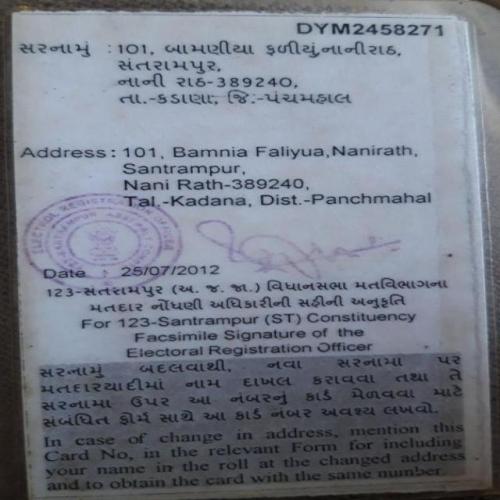 DYM2458271
સરનામું : 101, બામણીયા ફળીયું,નાનીરાઠ,
સંતરામપુર,
નાની રાઠ-389240,
તા.-કડાણા, જિ.-પંચમહાલ
Address : 101, Bamnia Faliyua,Nanirath,
Santrampur,
Nani Rath-389240,
Tal.-Kadana, Dist.-Panchmahal
Date : 25/07/2012
123-સંતરામપુર (અ. જ. જા.) વિધાનસભા મતવિભાગના
મતદાર નોંધણી અધિકારીની સહીની અનુકૃતિ
For 123-Santrampur (ST) Constituency
Facsimile Signature of the
Electoral Registration Officer
સરનામું બદલવાથી, નવા સરનામા પર
મતદારયાદીમાં નામ દાખલ કરાવવા તથા તે
સરનામા ઉપર આ નંબરનું કાર્ડ મેળવવા માટે
સંબંધિત ફોર્મ સાથે આ કાર્ડ નંબર અવશ્ય લખવો.
In case of change in address, mention this
Card No, in the relevant Form for including
your name in the roll at the changed address
and to obtain the card with the same number.